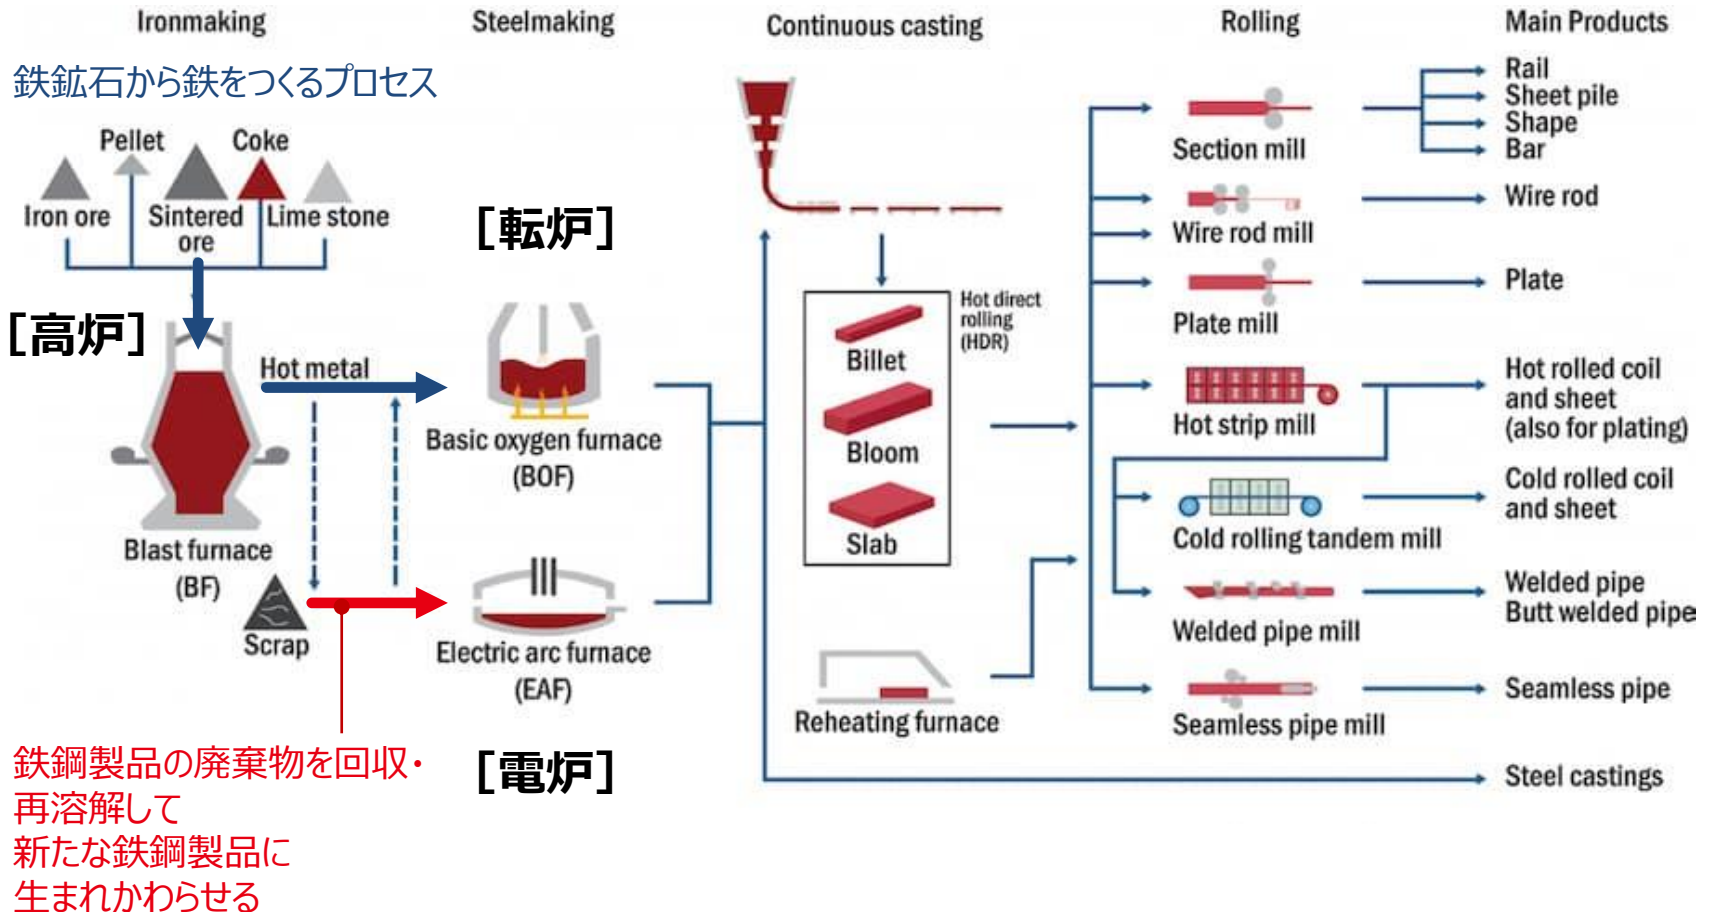 Ironmaking
Steelmaking
Continuous casting
Rolling
Main Products
鉄鉱石から鉄をつくるプロセス
Pellet
Coke
Iron ore
Sintered
ore
Lime stone
[高炉]
Hot metal
Blast furnace
(BF)
Scrap
鉄鋼製品の廃棄物を回収・
再溶解して
新たな鉄鋼製品に
生まれかわらせる
[転炉]
Basic oxygen furnace
(BOF)
Electric arc furnace
(EAF)
[電炉]
Hot direct
rolling
(HDR)
Billet
Bloom
Slab
Reheating furnace
Section mill
Wire rod mill
Plate mill
Hot strip mill
Cold rolling tandem mill
Welded pipe mill
Seamless pipe mill
Rail
Sheet pile
Shape
Bar
Wire rod
Plate
Hot rolled coil
and sheet
(also for plating)
Cold rolled coil
and sheet
Welded pipe
Butt welded pipe
Seamless pipe
Steel castings